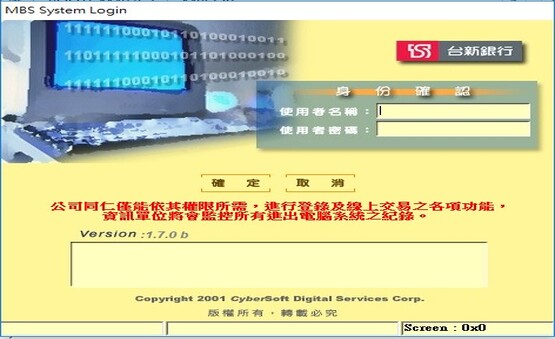 MBS System Login
台新銀行
身份確認
使用者名稱：
使用者密碼：
確定 取消
公司同仁僅能依其權限所需，進行登錄及線上交易之各項功能，
資訊單位將會監控所有進出電腦系統之紀錄。
Version :1.7.0 b
Copyright 2001 CyberSoft Digital Services Corp.
版權所有，轉載必究
Screen : 0x0